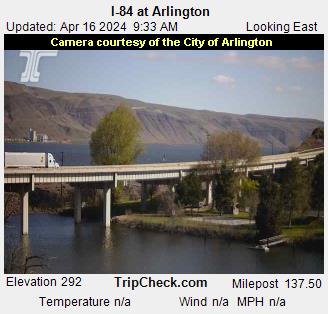 I-84 at Arlington
Updated: Apr 16 2024 9:33 AM Looking East
Camera courtesy of the City of Arlington
Elevation 292 TripCheck.com Milepost 137.50
Temperature n/a Wind n/a MPH n/a